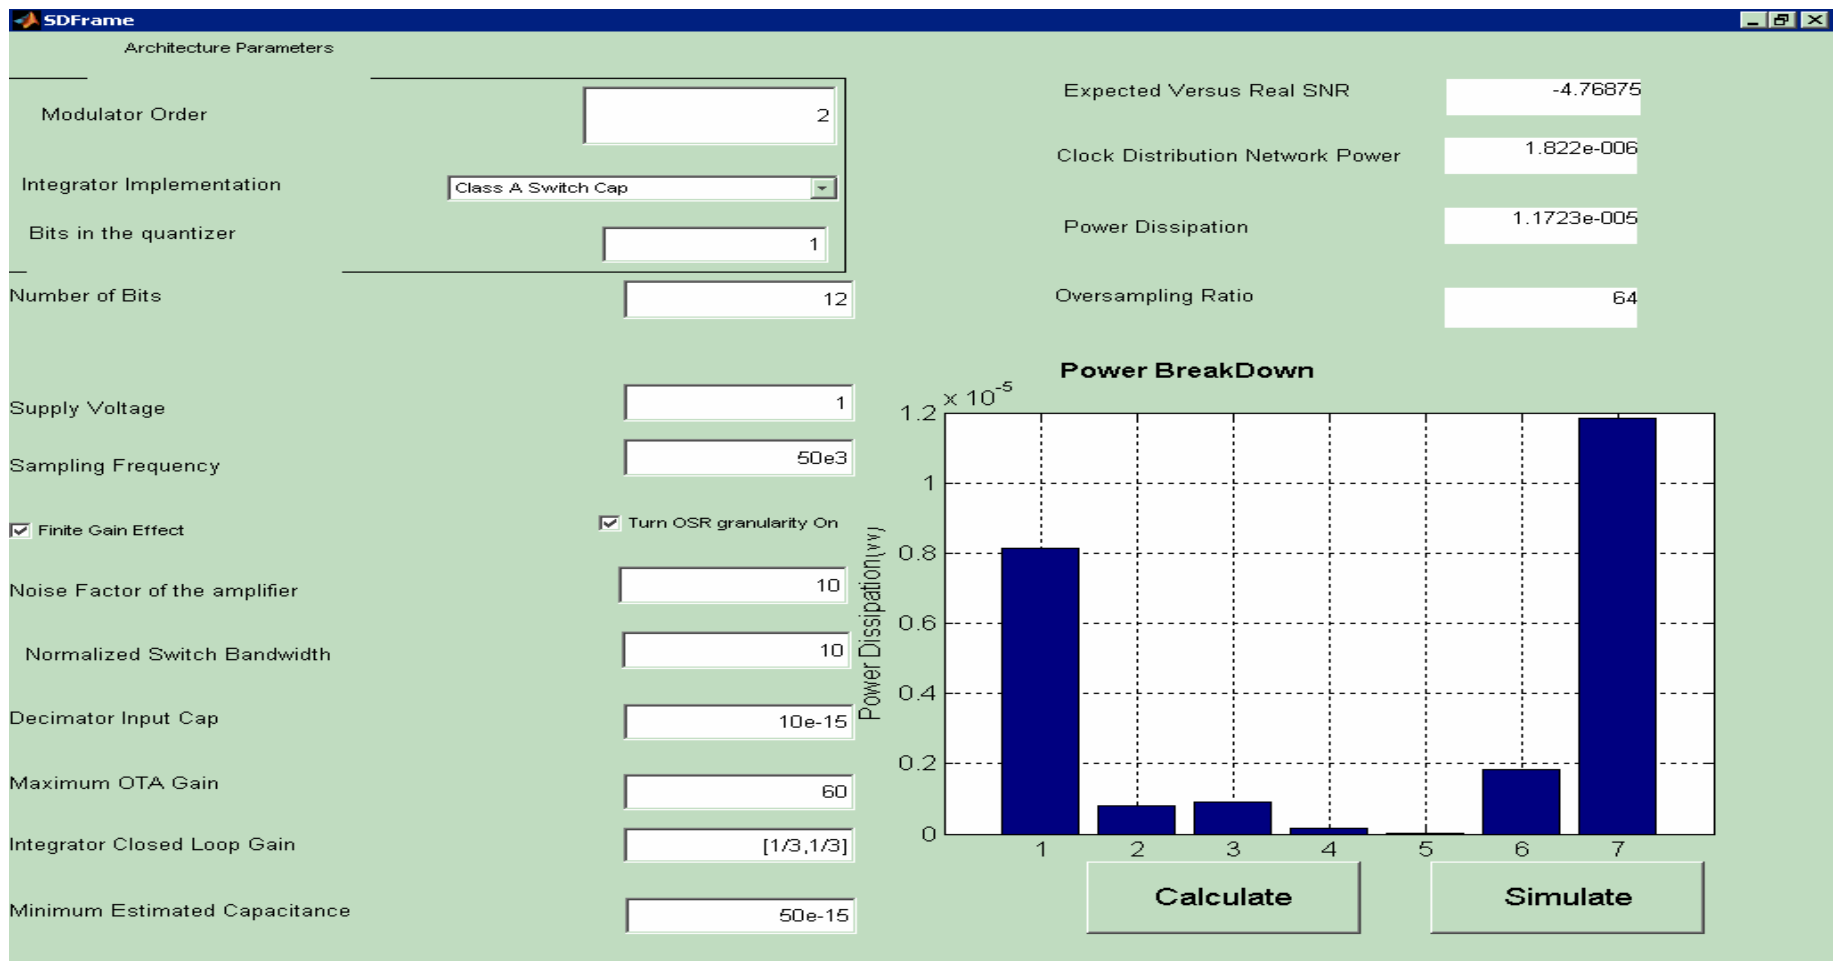 SDFrame
Architecture Parameters
Modulator Order
2
Integrator Implementation
Class A Switch Cap
Bits in the quantizer
1
Number of Bits
12
Supply Voltage
1
Sampling Frequency
50e3
Finite Gain Effect
Turn OSR granularity On
Noise Factor of the amplifier
10
Normalized Switch Bandwidth
10
Decimator Input Cap
10e-15
Maximum OTA Gain
60
Integrator Closed Loop Gain
[1/3,1/3]
Minimum Estimated Capacitance
50e-15
Expected Versus Real SNR
-4.76875
Clock Distribution Network Power
1.822e-006
Power Dissipation
1.1723e-005
Oversampling Ratio
64
Power BreakDown
x 10-5
1.2
1
0.8
0.6
0.4
0.2
0
Power Dissipation(w)
1 2 3 4 5 6 7
Calculate
Simulate